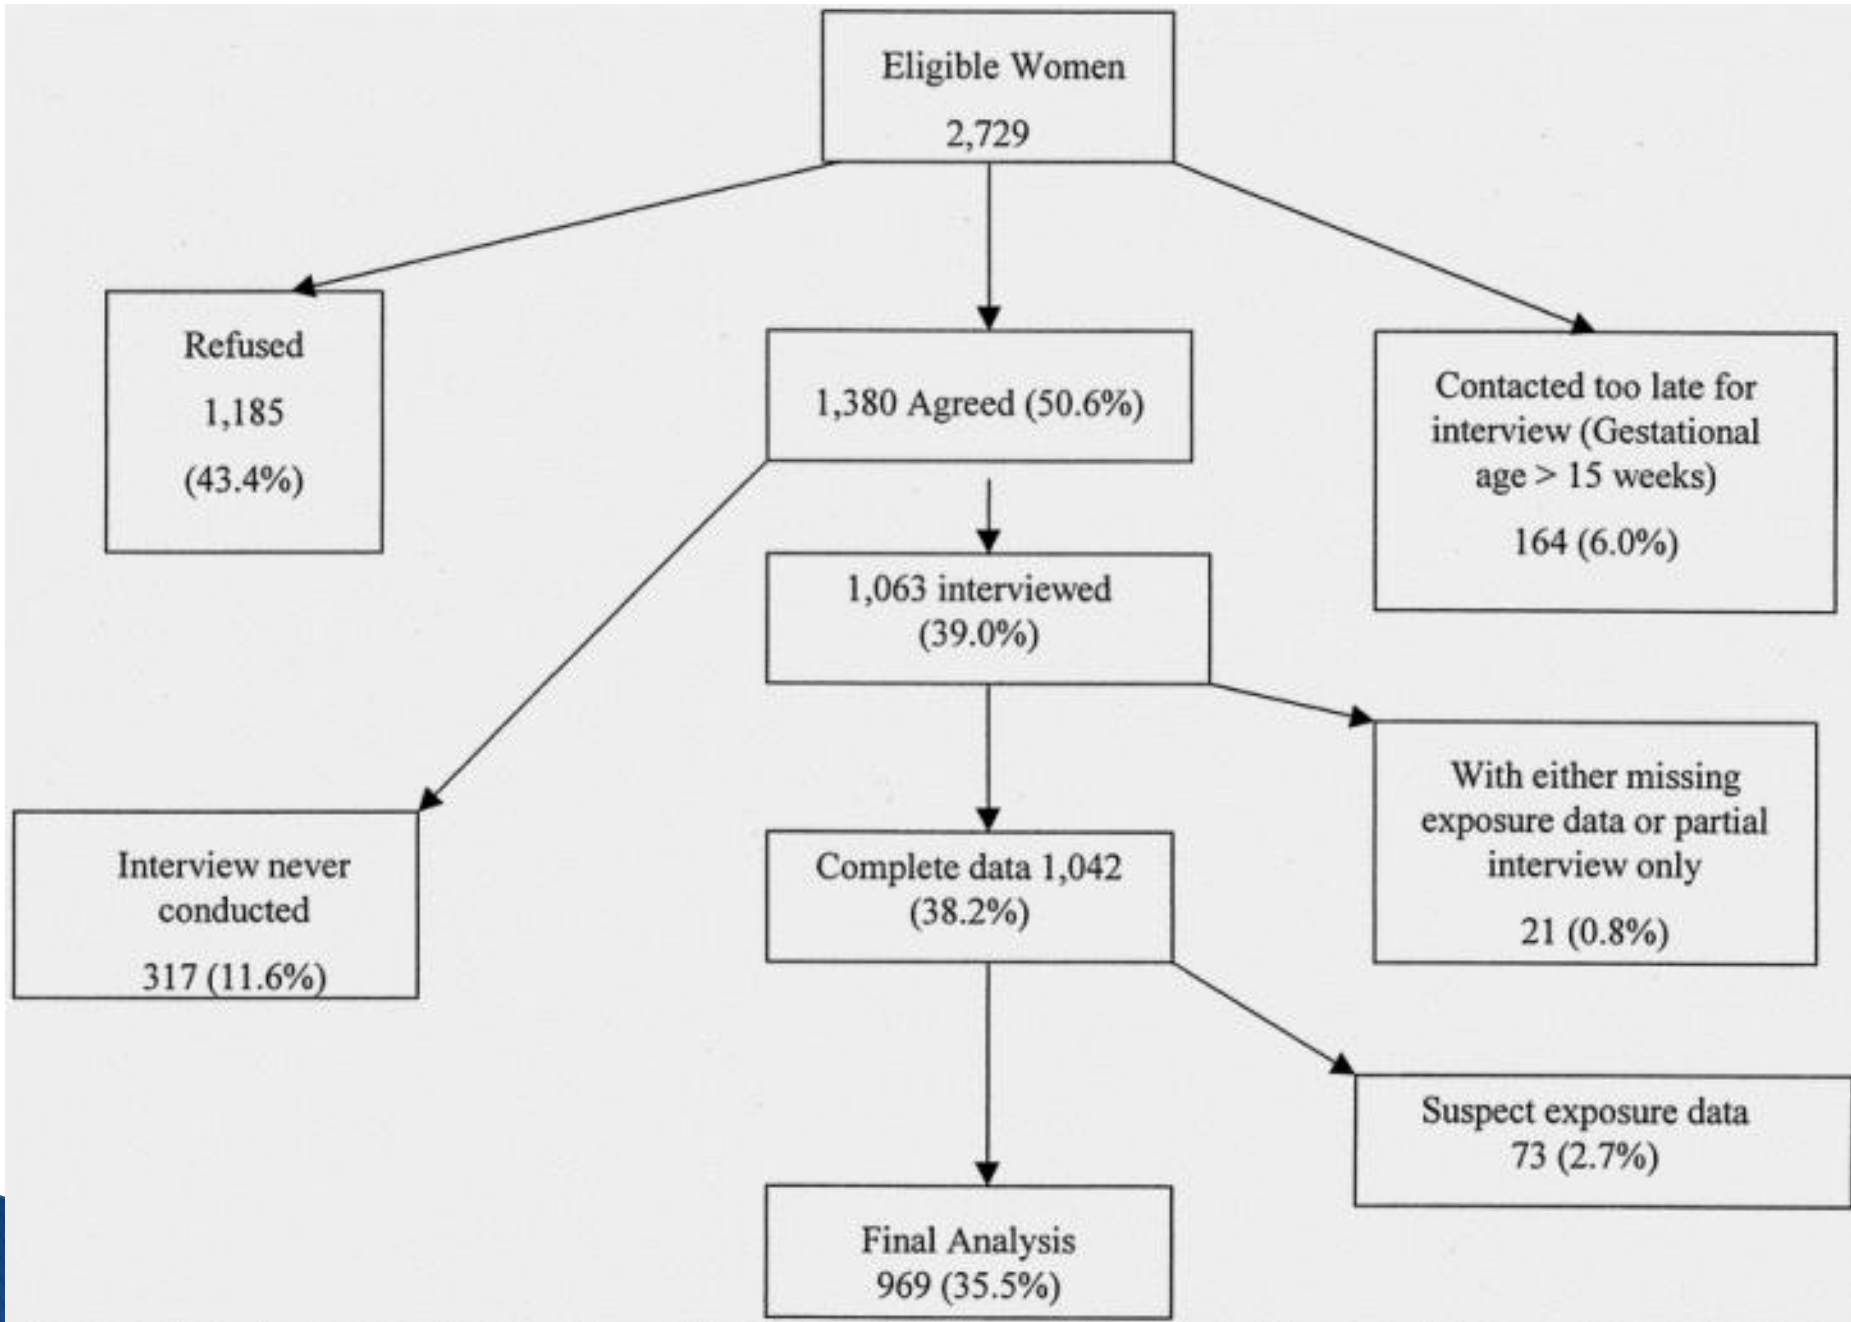 Eligible Women
2,729
Refused
1,185
(43.4%)
1,380 Agreed (50.6%)
Contacted too late for
interview (Gestational
age > 15 weeks)
164 (6.0%)
1,063 interviewed
(39.0%)
With either missing
exposure data or partial
interview only
21 (0.8%)
Interview never
conducted
317 (11.6%)
Complete data 1,042
(38.2%)
Suspect exposure data
73 (2.7%)
Final Analysis
969 (35.5%)